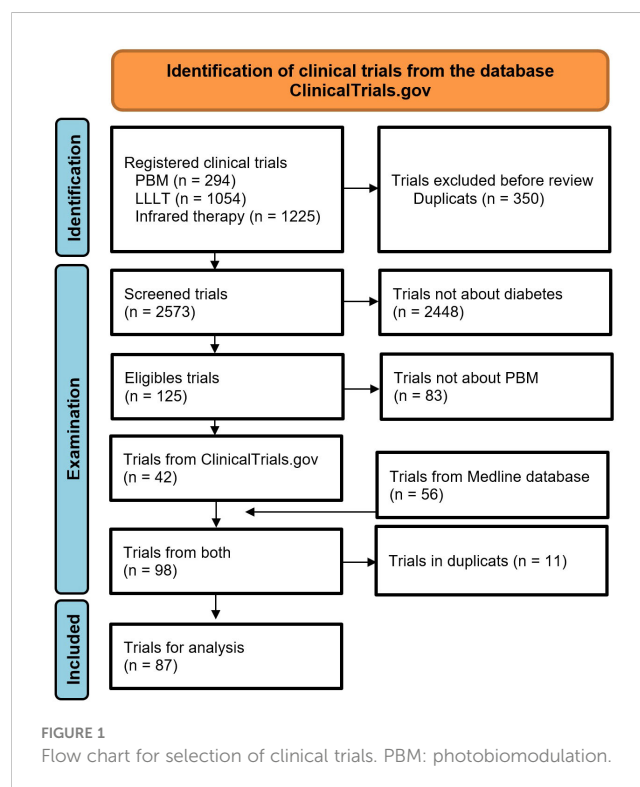 Identification of clinical trials from the database
ClinicalTrials.gov
Identification
Registered clinical trials
PBM (n = 294)
LLLT (n = 1054)
Infrared therapy (n = 1225)
Trials excluded before review
Duplicats (n = 350)
Examination
Screened trials
(n = 2573)
Trials not about diabetes
(n = 2448)
Eligibles trials
(n = 125)
Trials not about PBM
(n = 83)
Trials from ClinicalTrials.gov
(n = 42)
Trials from Medline database
(n = 56)
Trials from both
(n = 98)
Trials in duplicats (n = 11)
Included
Trials for analysis
(n = 87)
FIGURE 1
Flow chart for selection of clinical trials. PBM: photobiomodulation.